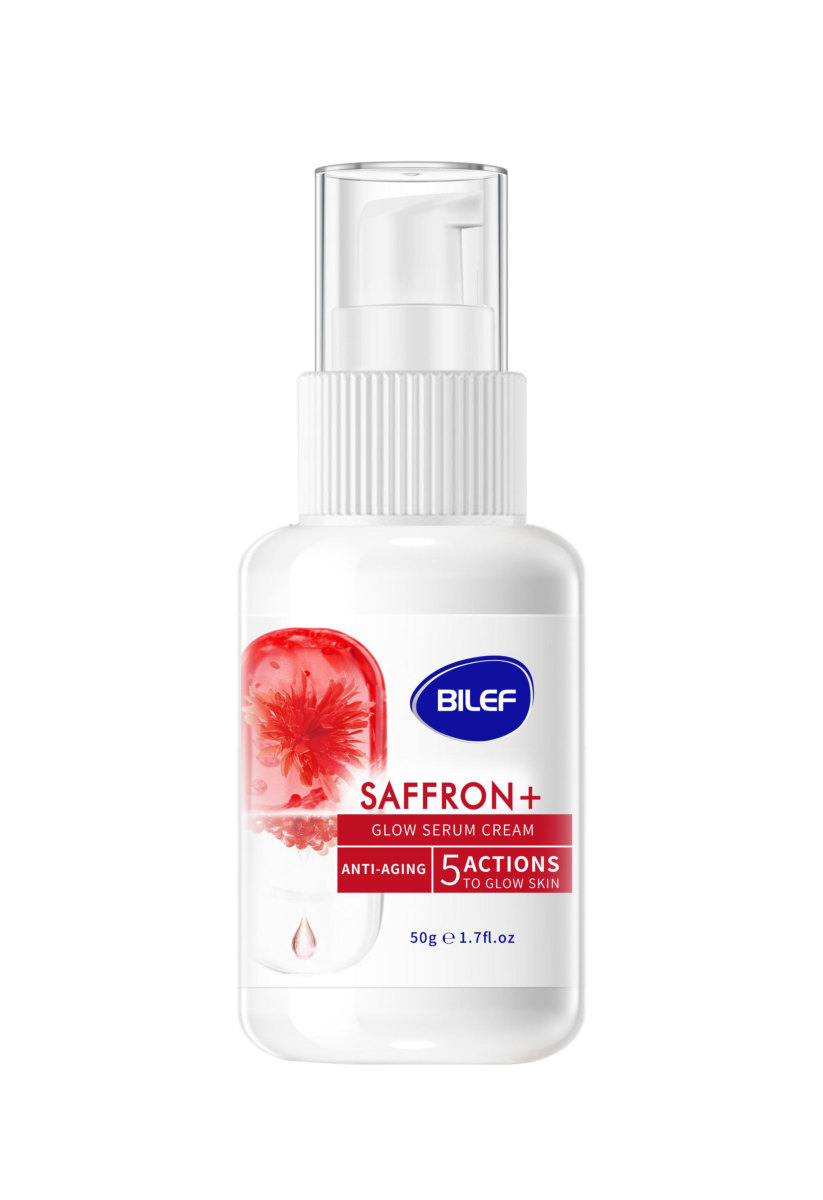 BILEF
SAFFRON+
GLOW SERUM CREAM
ANTI-AGING
5 ACTIONS
TO GLOW SKIN
50g ℮ 1.7fl.oz